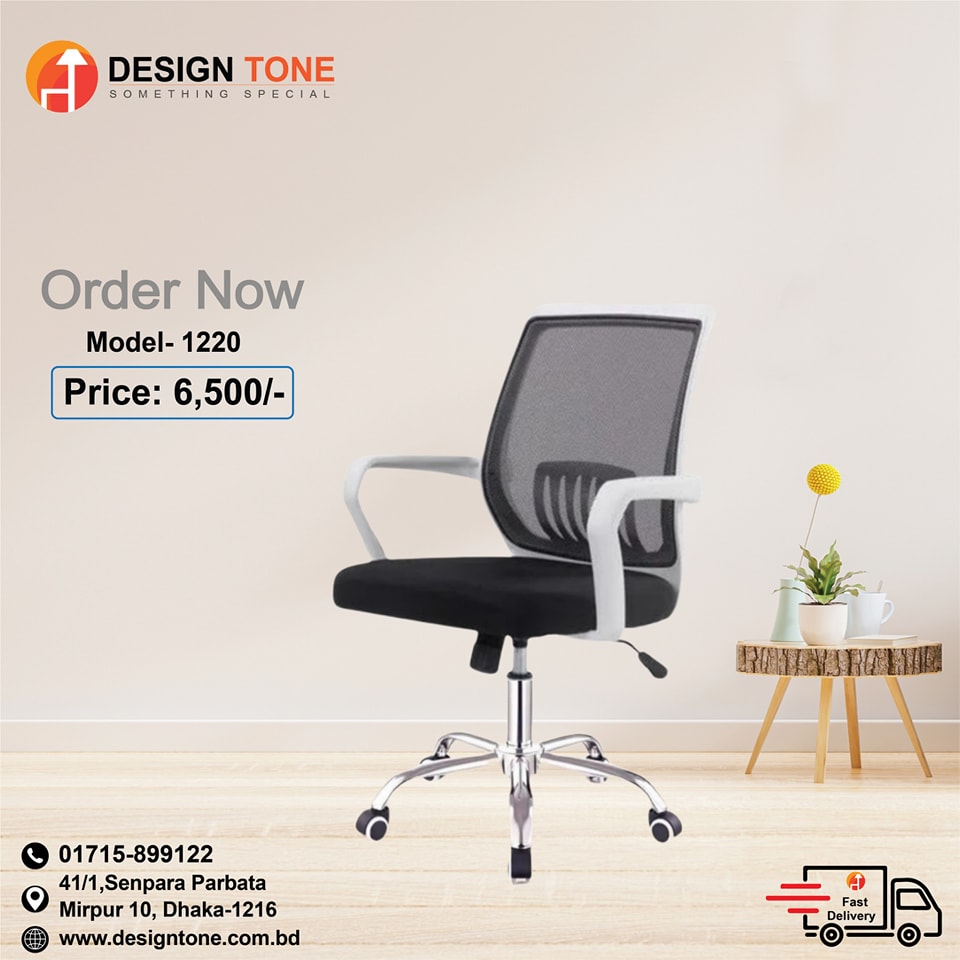 DESIGN TONE
SOMETHING SPECIAL
Order Now
Model- 1220
Price: 6,500/-
01715-899122
41/1,Senpara Parbata
Mirpur 10, Dhaka-1216
www.designtone.com.bd
Fast
Delivery